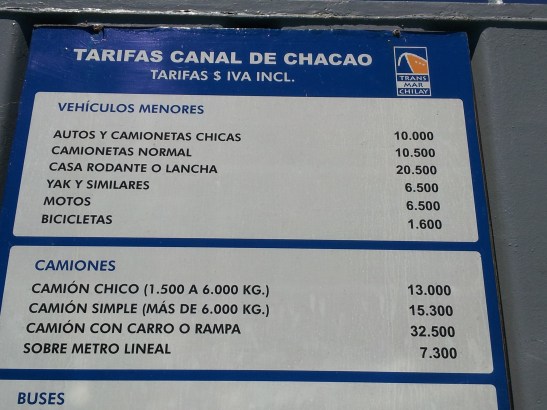 TARIFAS CANAL DE CHACAO
TARIFAS $ IVA INCL.
TRANS
MAR
CHILAY
VEHÍCULOS MENORES
AUTOS Y CAMIONETAS CHICAS 10.000
CAMIONETAS NORMAL 10.500
CASA RODANTE O LANCHA 20.500
YAK Y SIMILARES 6.500
MOTOS 6.500
BICICLETAS 1.600
CAMIONES
CAMIÓN CHICO (1.500 A 6.000 KG.) 13.000
CAMIÓN SIMPLE (MÁS DE 6.000 KG.) 15.300
CAMIÓN CON CARRO O RAMPA 32.500
SOBRE METRO LINEAL 7.300
BUSES